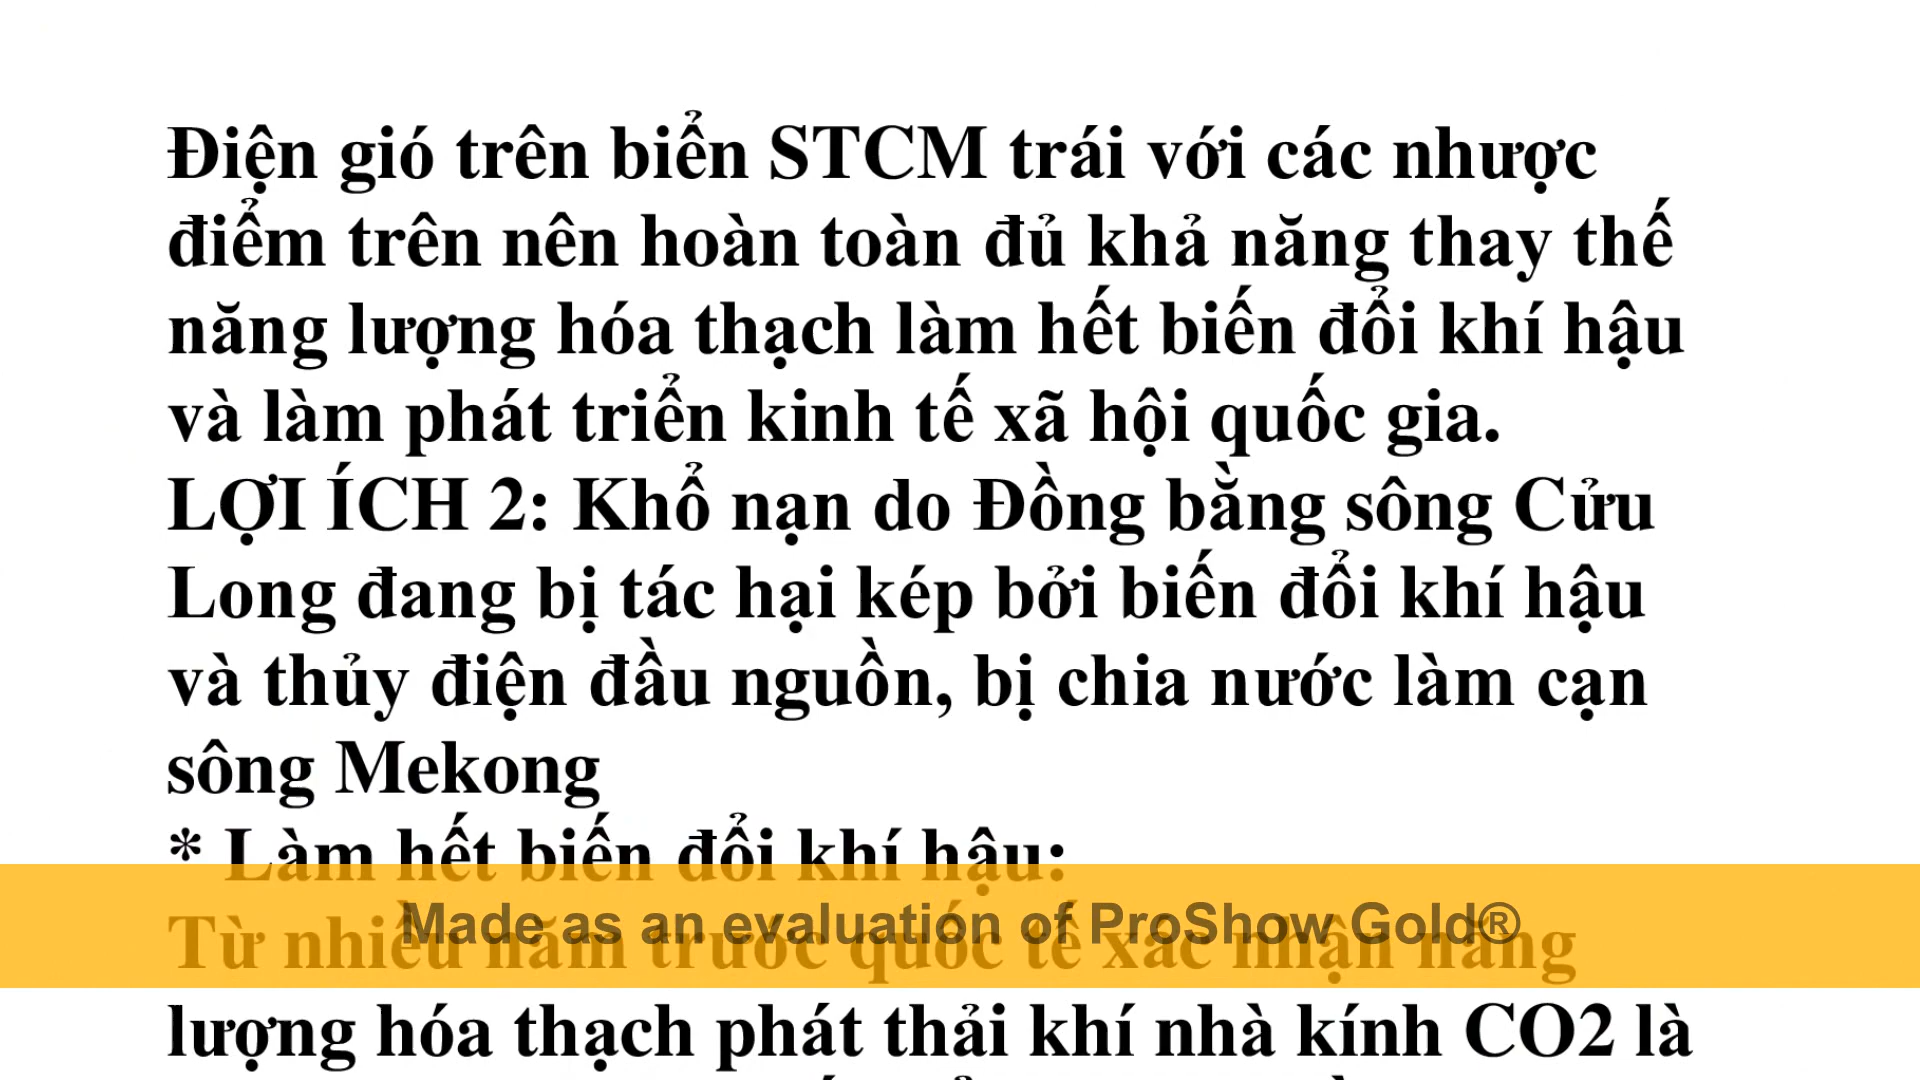 Điện gió trên biển STCM trái với các nhược
điểm trên nên hoàn toàn đủ khả năng thay thế
năng lượng hóa thạch làm hết biến đổi khí hậu
và làm phát triển kinh tế xã hội quốc gia.
LỢI ÍCH 2: Khổ nạn do Đồng bằng sông Cửu
Long đang bị tác hại kép bởi biến đổi khí hậu
và thủy điện đầu nguồn, bị chia nước làm cạn
sông Mekong
* Làm hết biến đổi khí hậu:
Từ nhiều năm trước quốc tế xác nhận năng
Made as an evaluation of ProShow Gold®
lượng hóa thạch phát thải khí nhà kính CO2 là